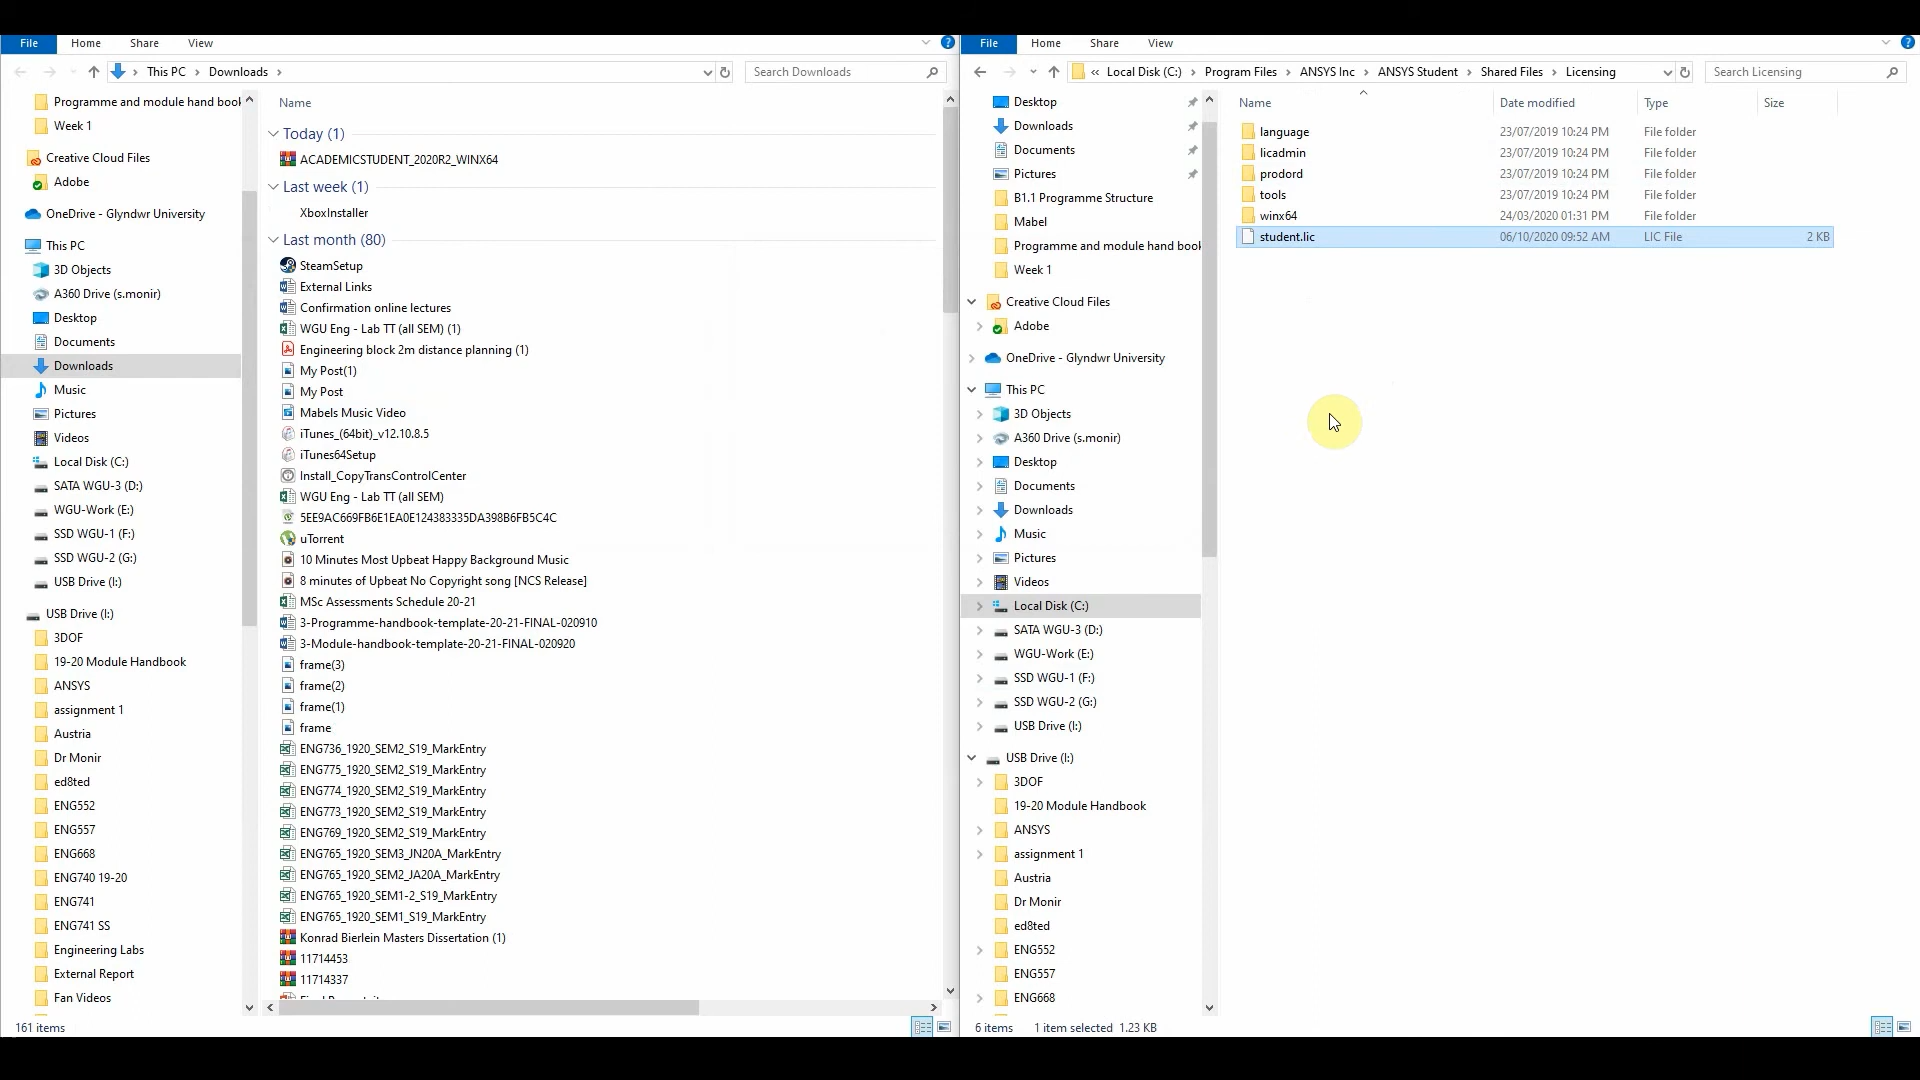 File Home Share View
This PC Downloads
Search Downloads
Programme and module hand book
Week 1
Creative Cloud Files
Adobe
OneDrive - Glyndwr University
This PC
3D Objects
A360 Drive (s.monir)
Desktop
Documents
Downloads
Music
Pictures
Videos
Local Disk (C:)
SATA WGU-3 (D:)
WGU-Work (E:)
SSD WGU-1 (F:)
SSD WGU-2 (G:)
USB Drive (I:)
USB Drive (I:)
3DOF
19-20 Module Handbook
ANSYS
assignment 1
Austria
Dr Monir
ed8ted
ENG552
ENG557
ENG668
ENG740 19-20
ENG741
ENG741 SS
Engineering Labs
External Report
Fan Videos
161 items
Name
Today (1)
ACADEMICSTUDENT_2020R2_WINX64
Last week (1)
XboxInstaller
Last month (80)
SteamSetup
External Links
Confirmation online lectures
WGU Eng - Lab TT (all SEM) (1)
Engineering block 2m distance planning (1)
My Post(1)
My Post
Mabels Music Video
iTunes_(64bit)_v12.10.8.5
iTunes64Setup
Install_CopyTransControlCenter
WGU Eng - Lab TT (all SEM)
5EE9AC669FB6E1EA0E124383335DA398B6FB5C4C
uTorrent
10 Minutes Most Upbeat Happy Background Music
8 minutes of Upbeat No Copyright song [NCS Release]
MSc Assessments Schedule 20-21
3-Programme-handbook-template-20-21-FINAL-020910
3-Module-handbook-template-20-21-FINAL-020920
frame(3)
frame(2)
frame(1)
frame
ENG736_1920_SEM2_S19_MarkEntry
ENG775_1920_SEM2_S19_MarkEntry
ENG774_1920_SEM2_S19_MarkEntry
ENG773_1920_SEM2_S19_MarkEntry
ENG769_1920_SEM2_S19_MarkEntry
ENG765_1920_SEM3_JN20A_MarkEntry
ENG765_1920_SEM2_JA20A_MarkEntry
ENG765_1920_SEM1-2_S19_MarkEntry
ENG765_1920_SEM1_S19_MarkEntry
Konrad Bierlein Masters Dissertation (1)
11714453
11714337
File Home Share View
« Local Disk (C:) Program Files ANSYS Inc ANSYS Student Shared Files Licensing
Search Licensing
Desktop
Downloads
Documents
Pictures
B1.1 Programme Structure
Mabel
Programme and module hand book
Week 1
Creative Cloud Files
Adobe
OneDrive - Glyndwr University
This PC
3D Objects
A360 Drive (s.monir)
Desktop
Documents
Downloads
Music
Pictures
Videos
Local Disk (C:)
SATA WGU-3 (D:)
WGU-Work (E:)
SSD WGU-1 (F:)
SSD WGU-2 (G:)
USB Drive (I:)
USB Drive (I:)
3DOF
19-20 Module Handbook
ANSYS
assignment 1
Austria
Dr Monir
ed8ted
ENG552
ENG557
ENG668
6 items 1 item selected 1.23 KB
Name Date modified Type Size
language 23/07/2019 10:24 PM File folder
licadmin 23/07/2019 10:24 PM File folder
prodord 23/07/2019 10:24 PM File folder
tools 23/07/2019 10:24 PM File folder
winx64 24/03/2020 01:31 PM File folder
student.lic 06/10/2020 09:52 AM LIC File 2 KB